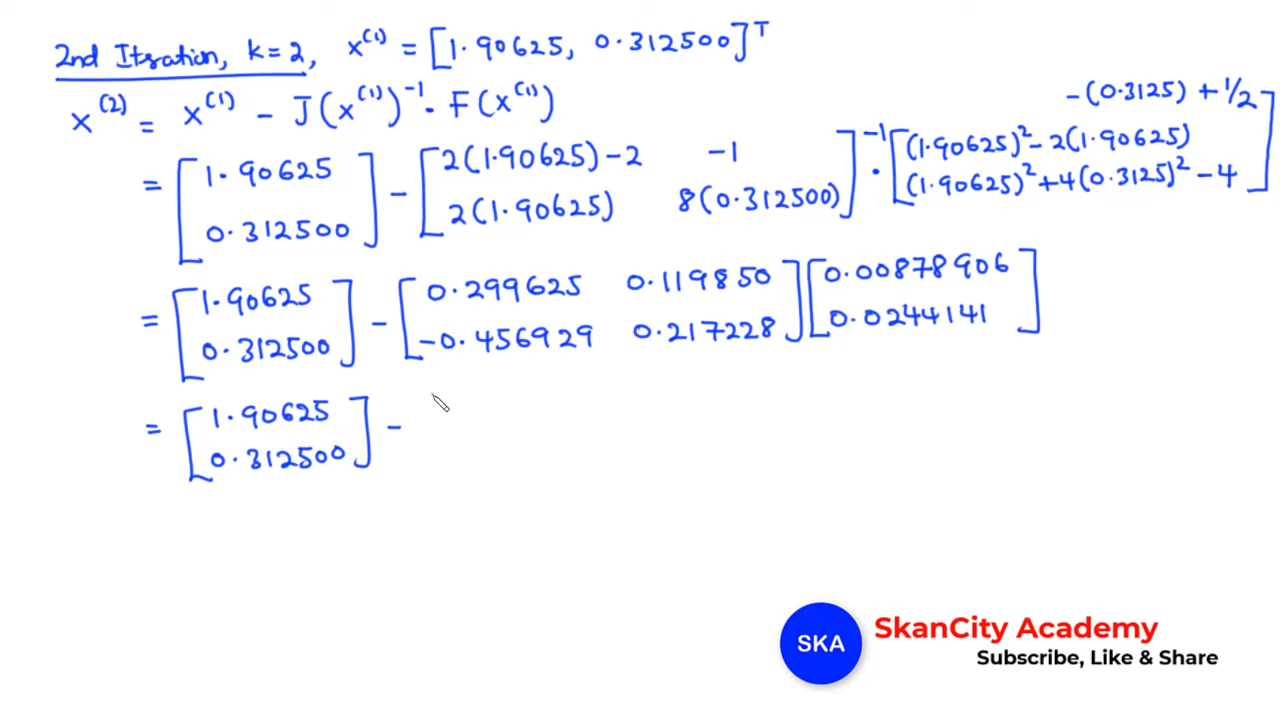 2nd Iteration, k=2, x^(1) = [1.90625, 0.312500]^T
x^(2) = x^(1) - J(x^(1))^-1 · F(x^(1))
-(0.3125) + 1/2
= [1.90625 - [2(1.90625) - 2 -1 ]^-1 · [(1.90625)^2 - 2(1.90625)
0.312500] 2(1.90625) 8(0.312500) (1.90625)^2 + 4(0.3125)^2 - 4]
= [1.90625 - [0.299625 0.119850 [0.00878906
0.312500] -0.456929 0.217228] 0.0244141]
= [1.90625 -
0.312500]
SKA
SkanCity Academy
Subscribe, Like & Share